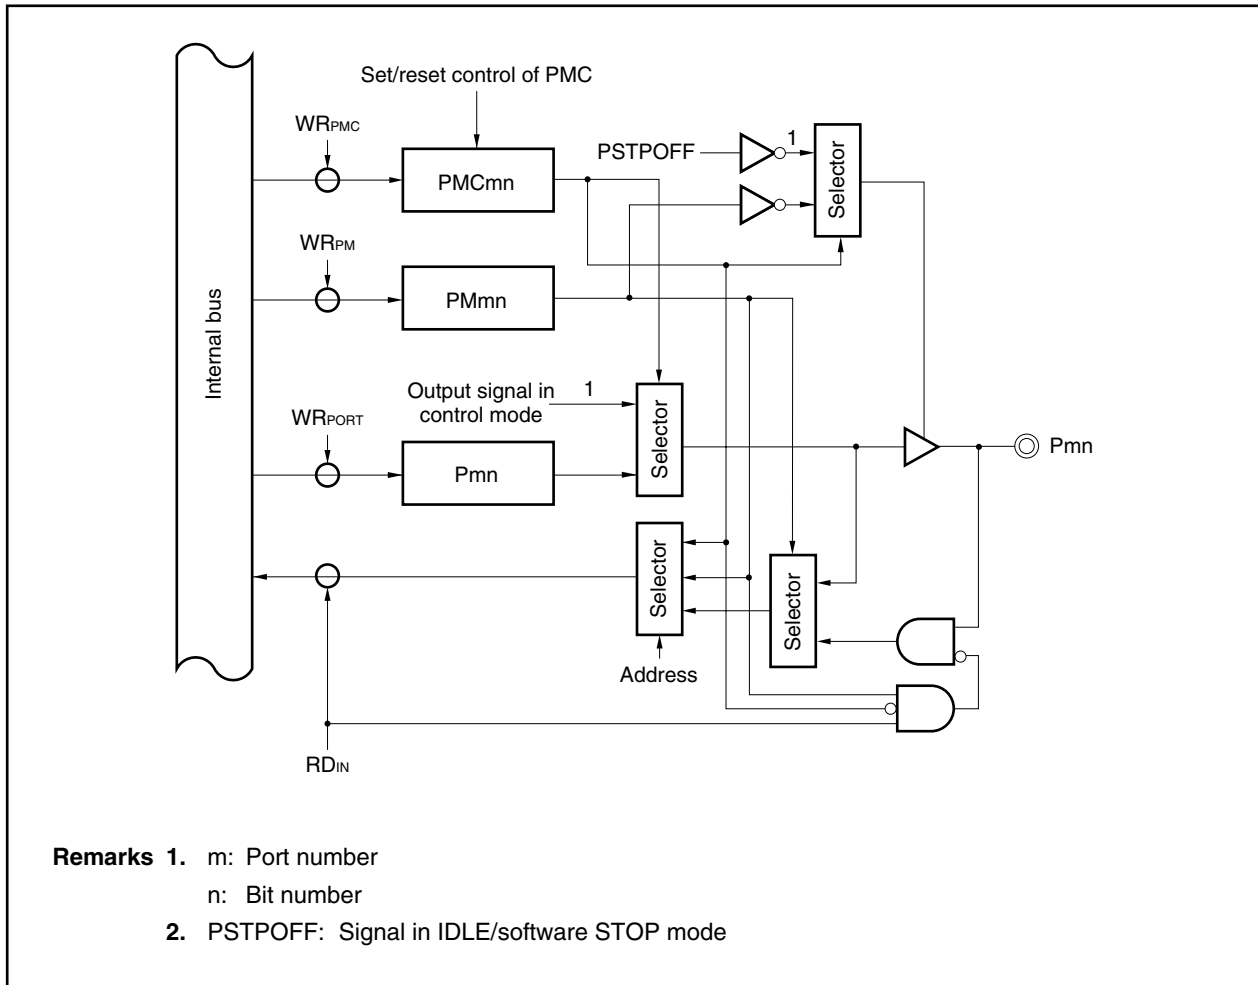 Set/reset control of PMC
WRPMC
PSTPOFF
1
Selector
PMCmn
WRPM
PMmn
Internal bus
Output signal in
control mode
1
Selector
WRPORT
Pmn
Pmn
Selector
Selector
Address
RDIN
Remarks 1. m: Port number
n: Bit number
2. PSTPOFF: Signal in IDLE/software STOP mode